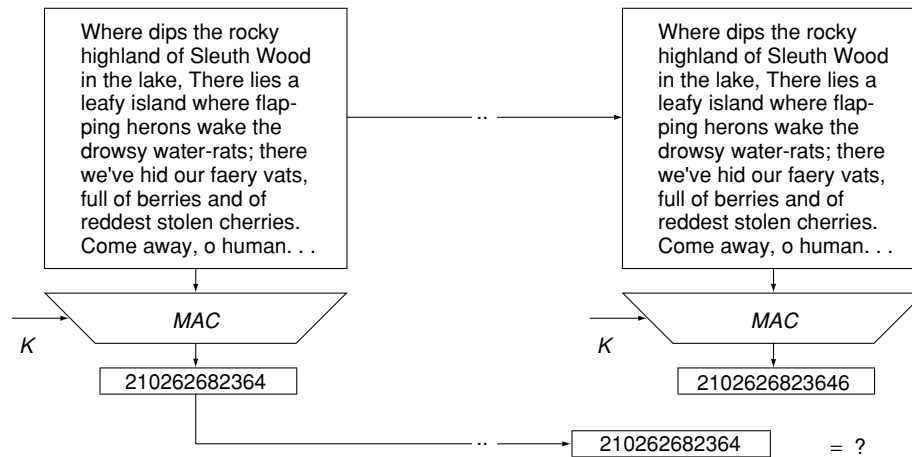 Where dips the rocky
highland of Sleuth Wood
in the lake, There lies a
leafy island where flap-
ping herons wake the
drowsy water-rats; there
we've hid our faery vats,
full of berries and of
reddest stolen cherries.
Come away, o human. . .
..
Where dips the rocky
highland of Sleuth Wood
in the lake, There lies a
leafy island where flap-
ping herons wake the
drowsy water-rats; there
we've hid our faery vats,
full of berries and of
reddest stolen cherries.
Come away, o human. . .
K
MAC
210262682364
K
MAC
2102626823646
..
210262682364
= ?